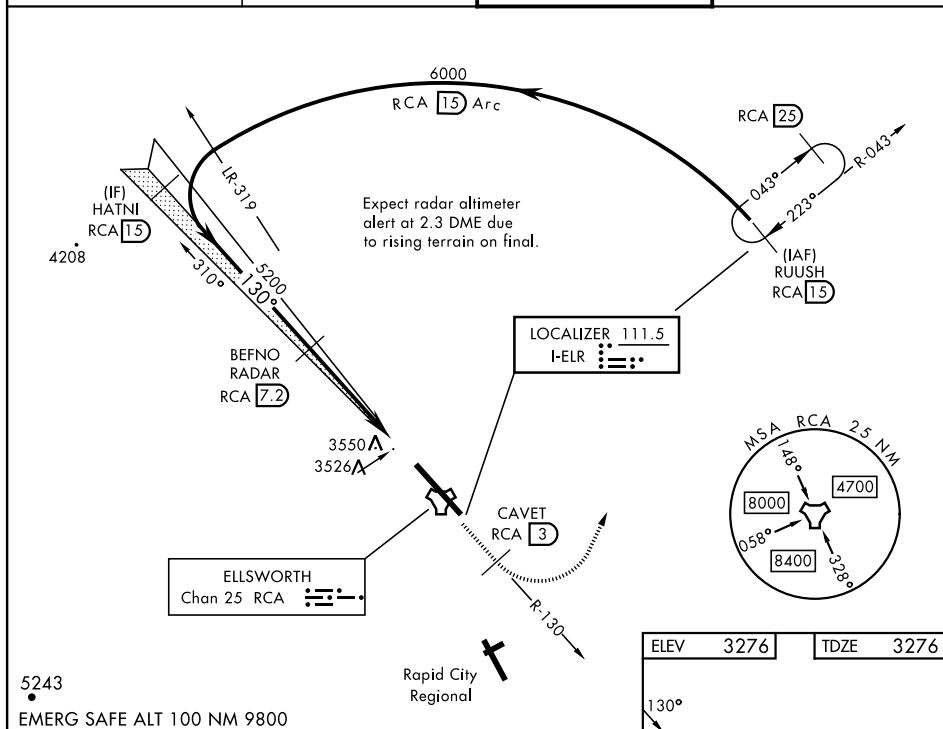 6000
RCA 15 Arc
RCA 25
R-043
043°
223°
LR-319
(IF)
HATNI
RCA 15
4208
Expect radar altimeter
alert at 2.3 DME due
to rising terrain on final.
(IAF)
RUUSH
RCA 15
310°
5200
130°
LOCALIZER 111.5
I-ELR
BEFNO
RADAR
RCA 7.2
3550
3526
MSA RCA 25 NM
148°
8000
4700
058°
8400
328°
CAVET
RCA 3
ELLSWORTH
Chan 25 RCA
R-130
Rapid City
Regional
ELEV 3276
TDZE 3276
130°
5243
EMERG SAFE ALT 100 NM 9800